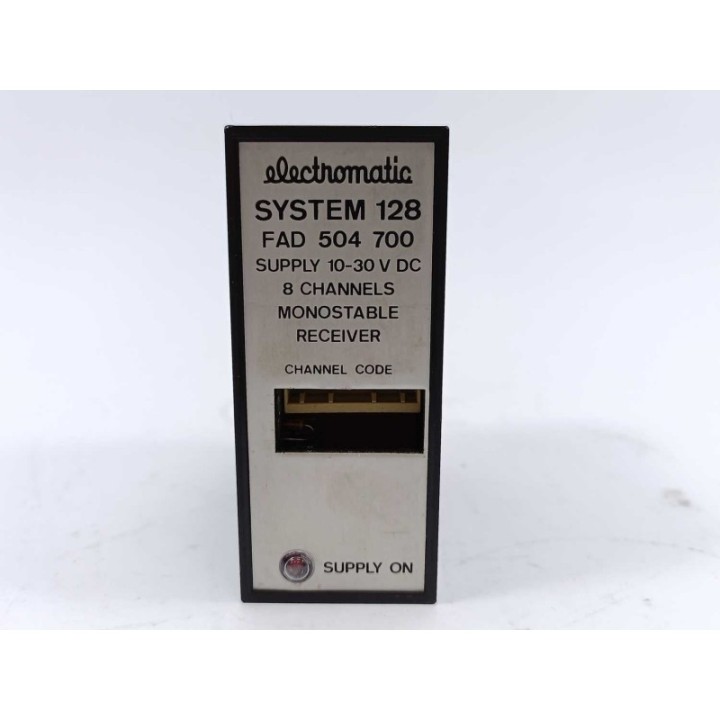 electromatic
SYSTEM 128
FAD 504 700
SUPPLY 10-30 V DC
8 CHANNELS
MONOSTABLE
RECEIVER
CHANNEL CODE
SUPPLY ON